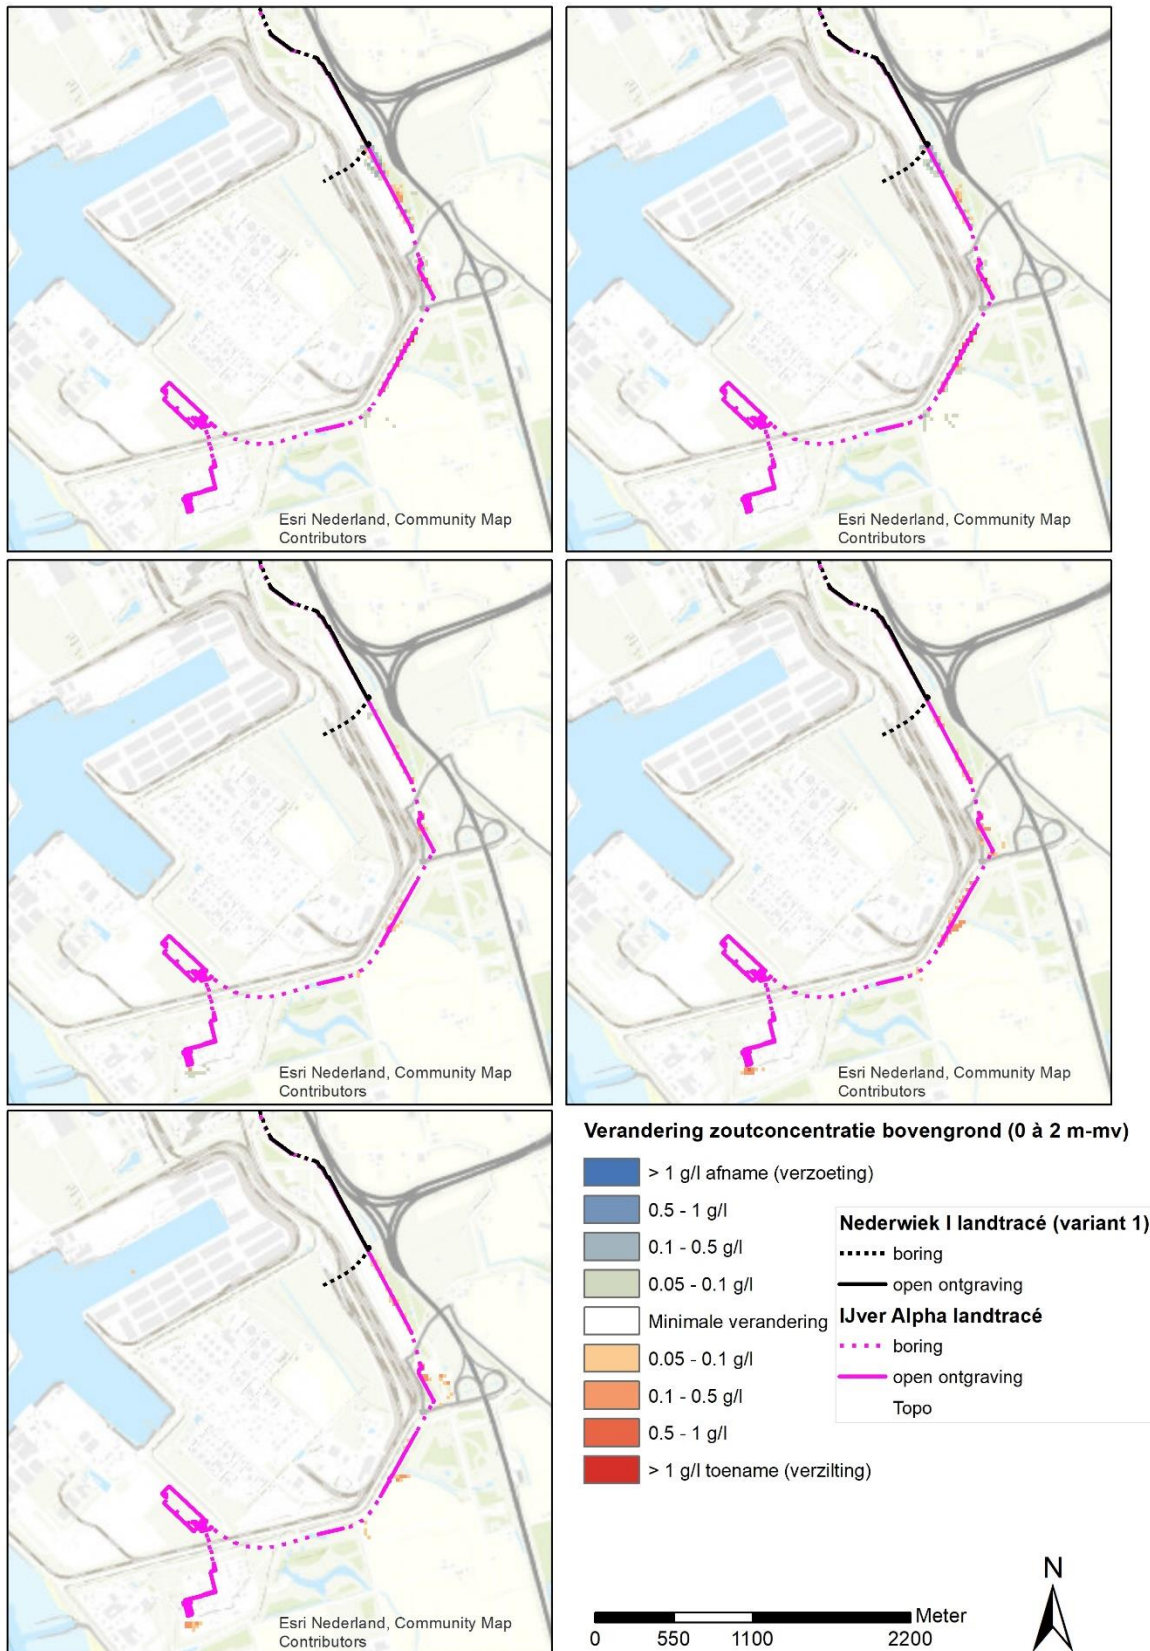 Esri Nederland, Community Map
Contributors
Esri Nederland, Community Map
Contributors
Esri Nederland, Community Map
Contributors
Esri Nederland, Community Map
Contributors
Esri Nederland, Community Map
Contributors
Verandering zoutconcentratie bovengrond (0 à 2 m-mv)
> 1 g/l afname (verzoeting)
0.5 - 1 g/l
0.1 - 0.5 g/l
0.05 - 0.1 g/l
Minimale verandering
0.05 - 0.1 g/l
0.1 - 0.5 g/l
0.5 - 1 g/l
> 1 g/l toename (verzilting)
Nederwiek I landtracé (variant 1)
boring
open ontgraving
IJver Alpha landtracé
boring
open ontgraving
Topo
N
Meter
0 550 1100 2200